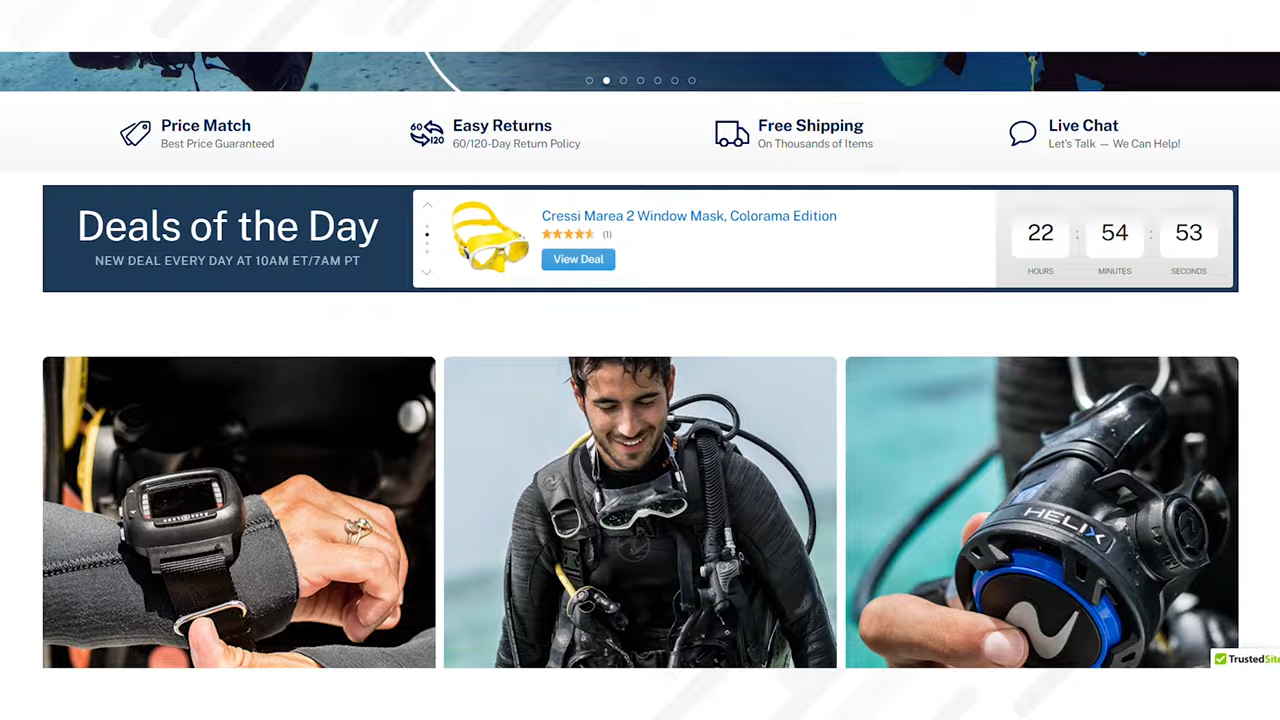 Price Match
Best Price Guaranteed
60
120
Easy Returns
60/120-Day Return Policy
Free Shipping
On Thousands of Items
Live Chat
Let's Talk — We Can Help!
Deals of the Day
NEW DEAL EVERY DAY AT 10AM ET/7AM PT
Cressi Marea 2 Window Mask, Colorama Edition
(1)
View Deal
22 : 54 : 53
HOURS MINUTES SECONDS
HELIX
TrustedSite